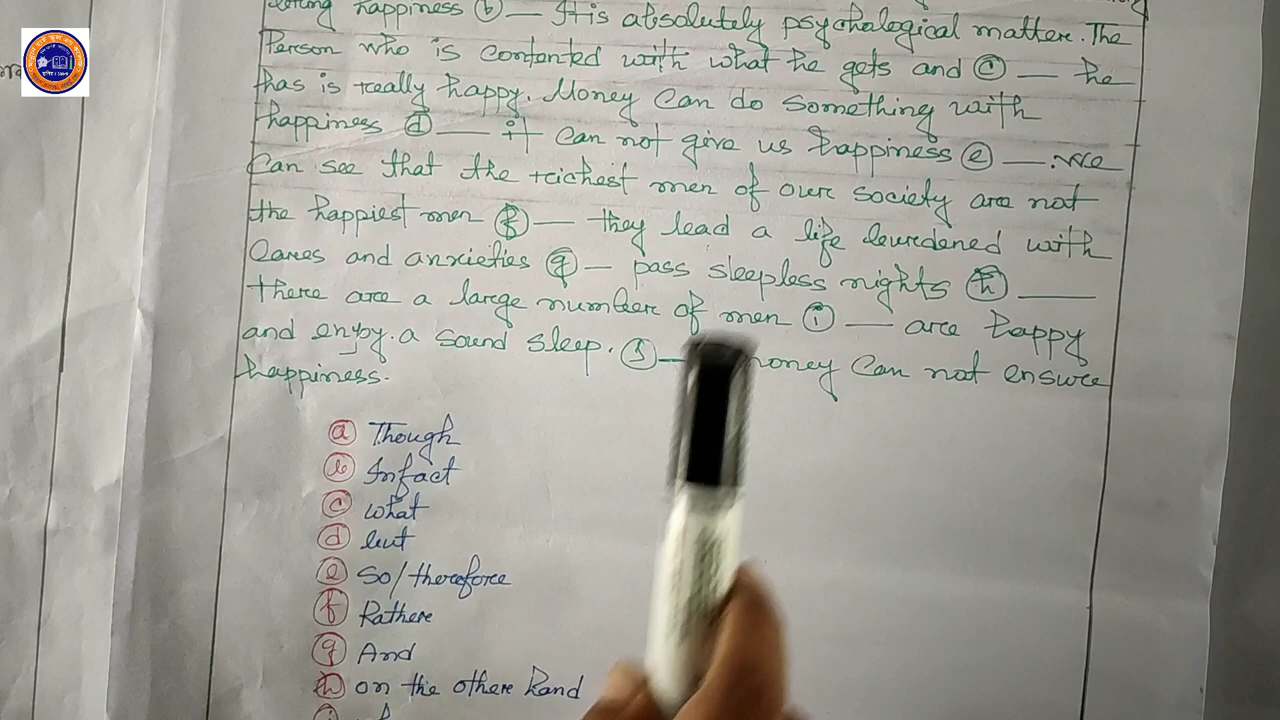 happiness ⓑ — It is absolutely psychalogical matter. The
Person who is contented with what he gets and ⓒ — he
has is really happy. Money Can do Something with
happiness ⓓ — it can not give us happiness ⓔ —. We
Can see that the richest men of our society are not
the happiest men ⓕ — they lead a life burdened with
Cares and anxieties ⓖ — pass sleepless nights ⓗ —
there are a large number of men ⓘ — are happy
and enjoy. a sound sleep. ⓙ — money Can not ensure
happiness.
ⓐ Though
ⓑ Infact
ⓒ what
ⓓ but
ⓔ So/therefore
ⓕ Rather
ⓖ And
ⓗ on the other hand